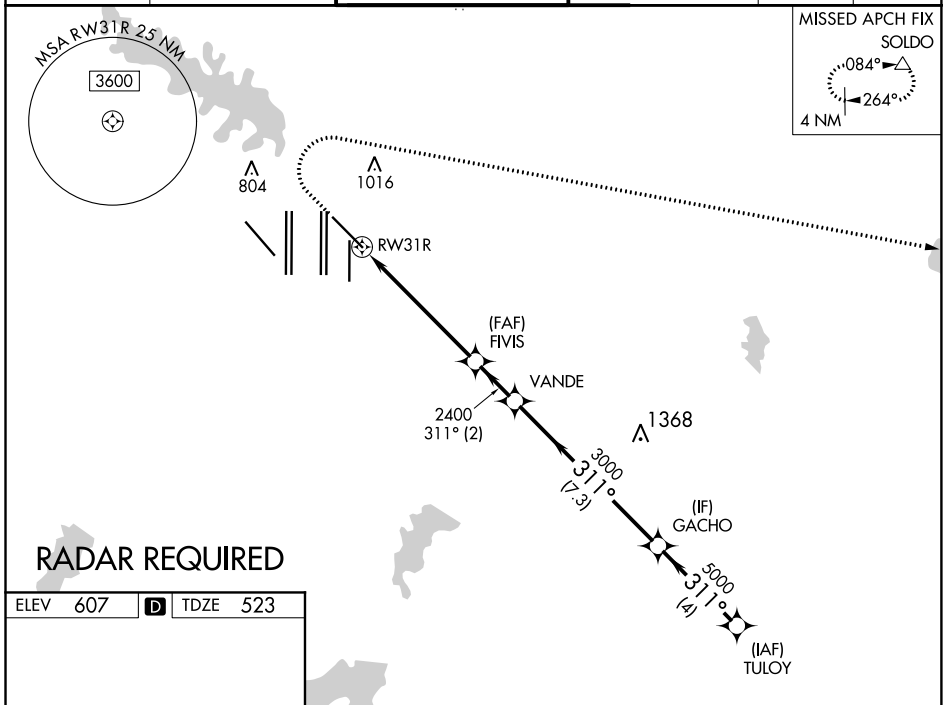 MSA RW31R 25 NM
3600
MISSED APCH FIX
SOLDO
084°
264°
4 NM
804
1016
RW31R
(FAF)
FIVIS
VANDE
2400
311° (2)
1368
3000
311°
(7.3)
(IF)
GACHO
5000
311°
(4)
(IAF)
TULOY
RADAR REQUIRED
ELEV 607 D TDZE 523